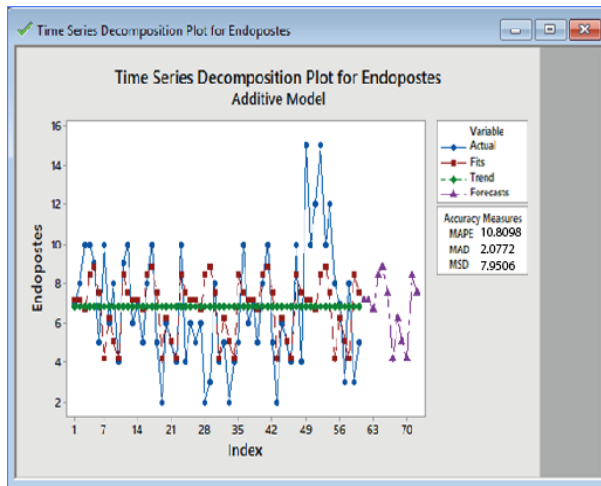 Time Series Decomposition Plot for Endopostes
Time Series Decomposition Plot for Endopostes
Additive Model
Endopostes
16
14
12
10
8
6
4
2
1 7 14 21 28 35 42 49 56 63 70
Index
Variable
Actual
Fits
Trend
Forecasts
Accuracy Measures
MAPE 10.8098
MAD 2.0772
MSD 7.9506